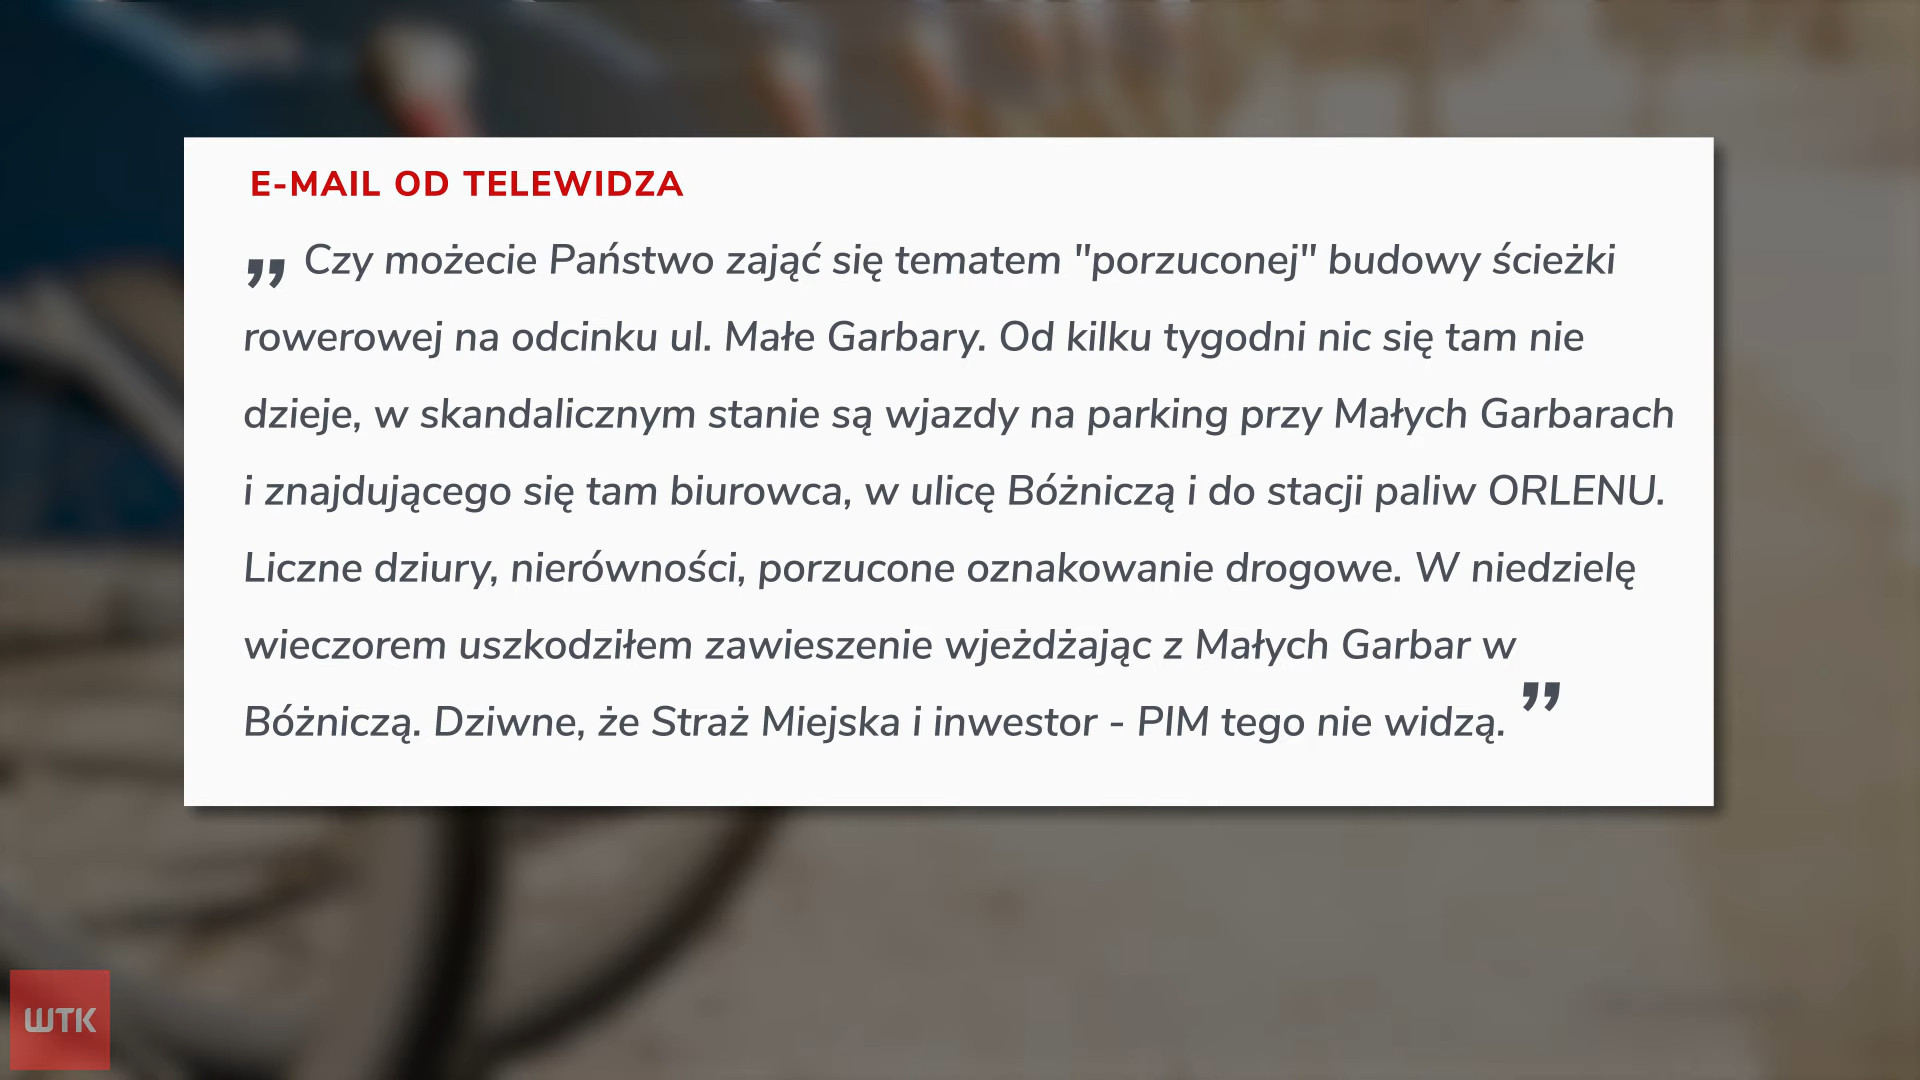 E-MAIL OD TELEWIDZA
„ Czy możecie Państwo zająć się tematem "porzuconej" budowy ścieżki
rowerowej na odcinku ul. Małe Garbary. Od kilku tygodni nic się tam nie
dzieje, w skandalicznym stanie są wjazdy na parking przy Małych Garbarach
i znajdującego się tam biurowca, w ulicę Bóżniczą i do stacji paliw ORLENU.
Liczne dziury, nierówności, porzucone oznakowanie drogowe. W niedzielę
wieczorem uszkodziłem zawieszenie wjeżdżając z Małych Garbar w
Bóżniczą. Dziwne, że Straż Miejska i inwestor - PIM tego nie widzą. ”
WTK